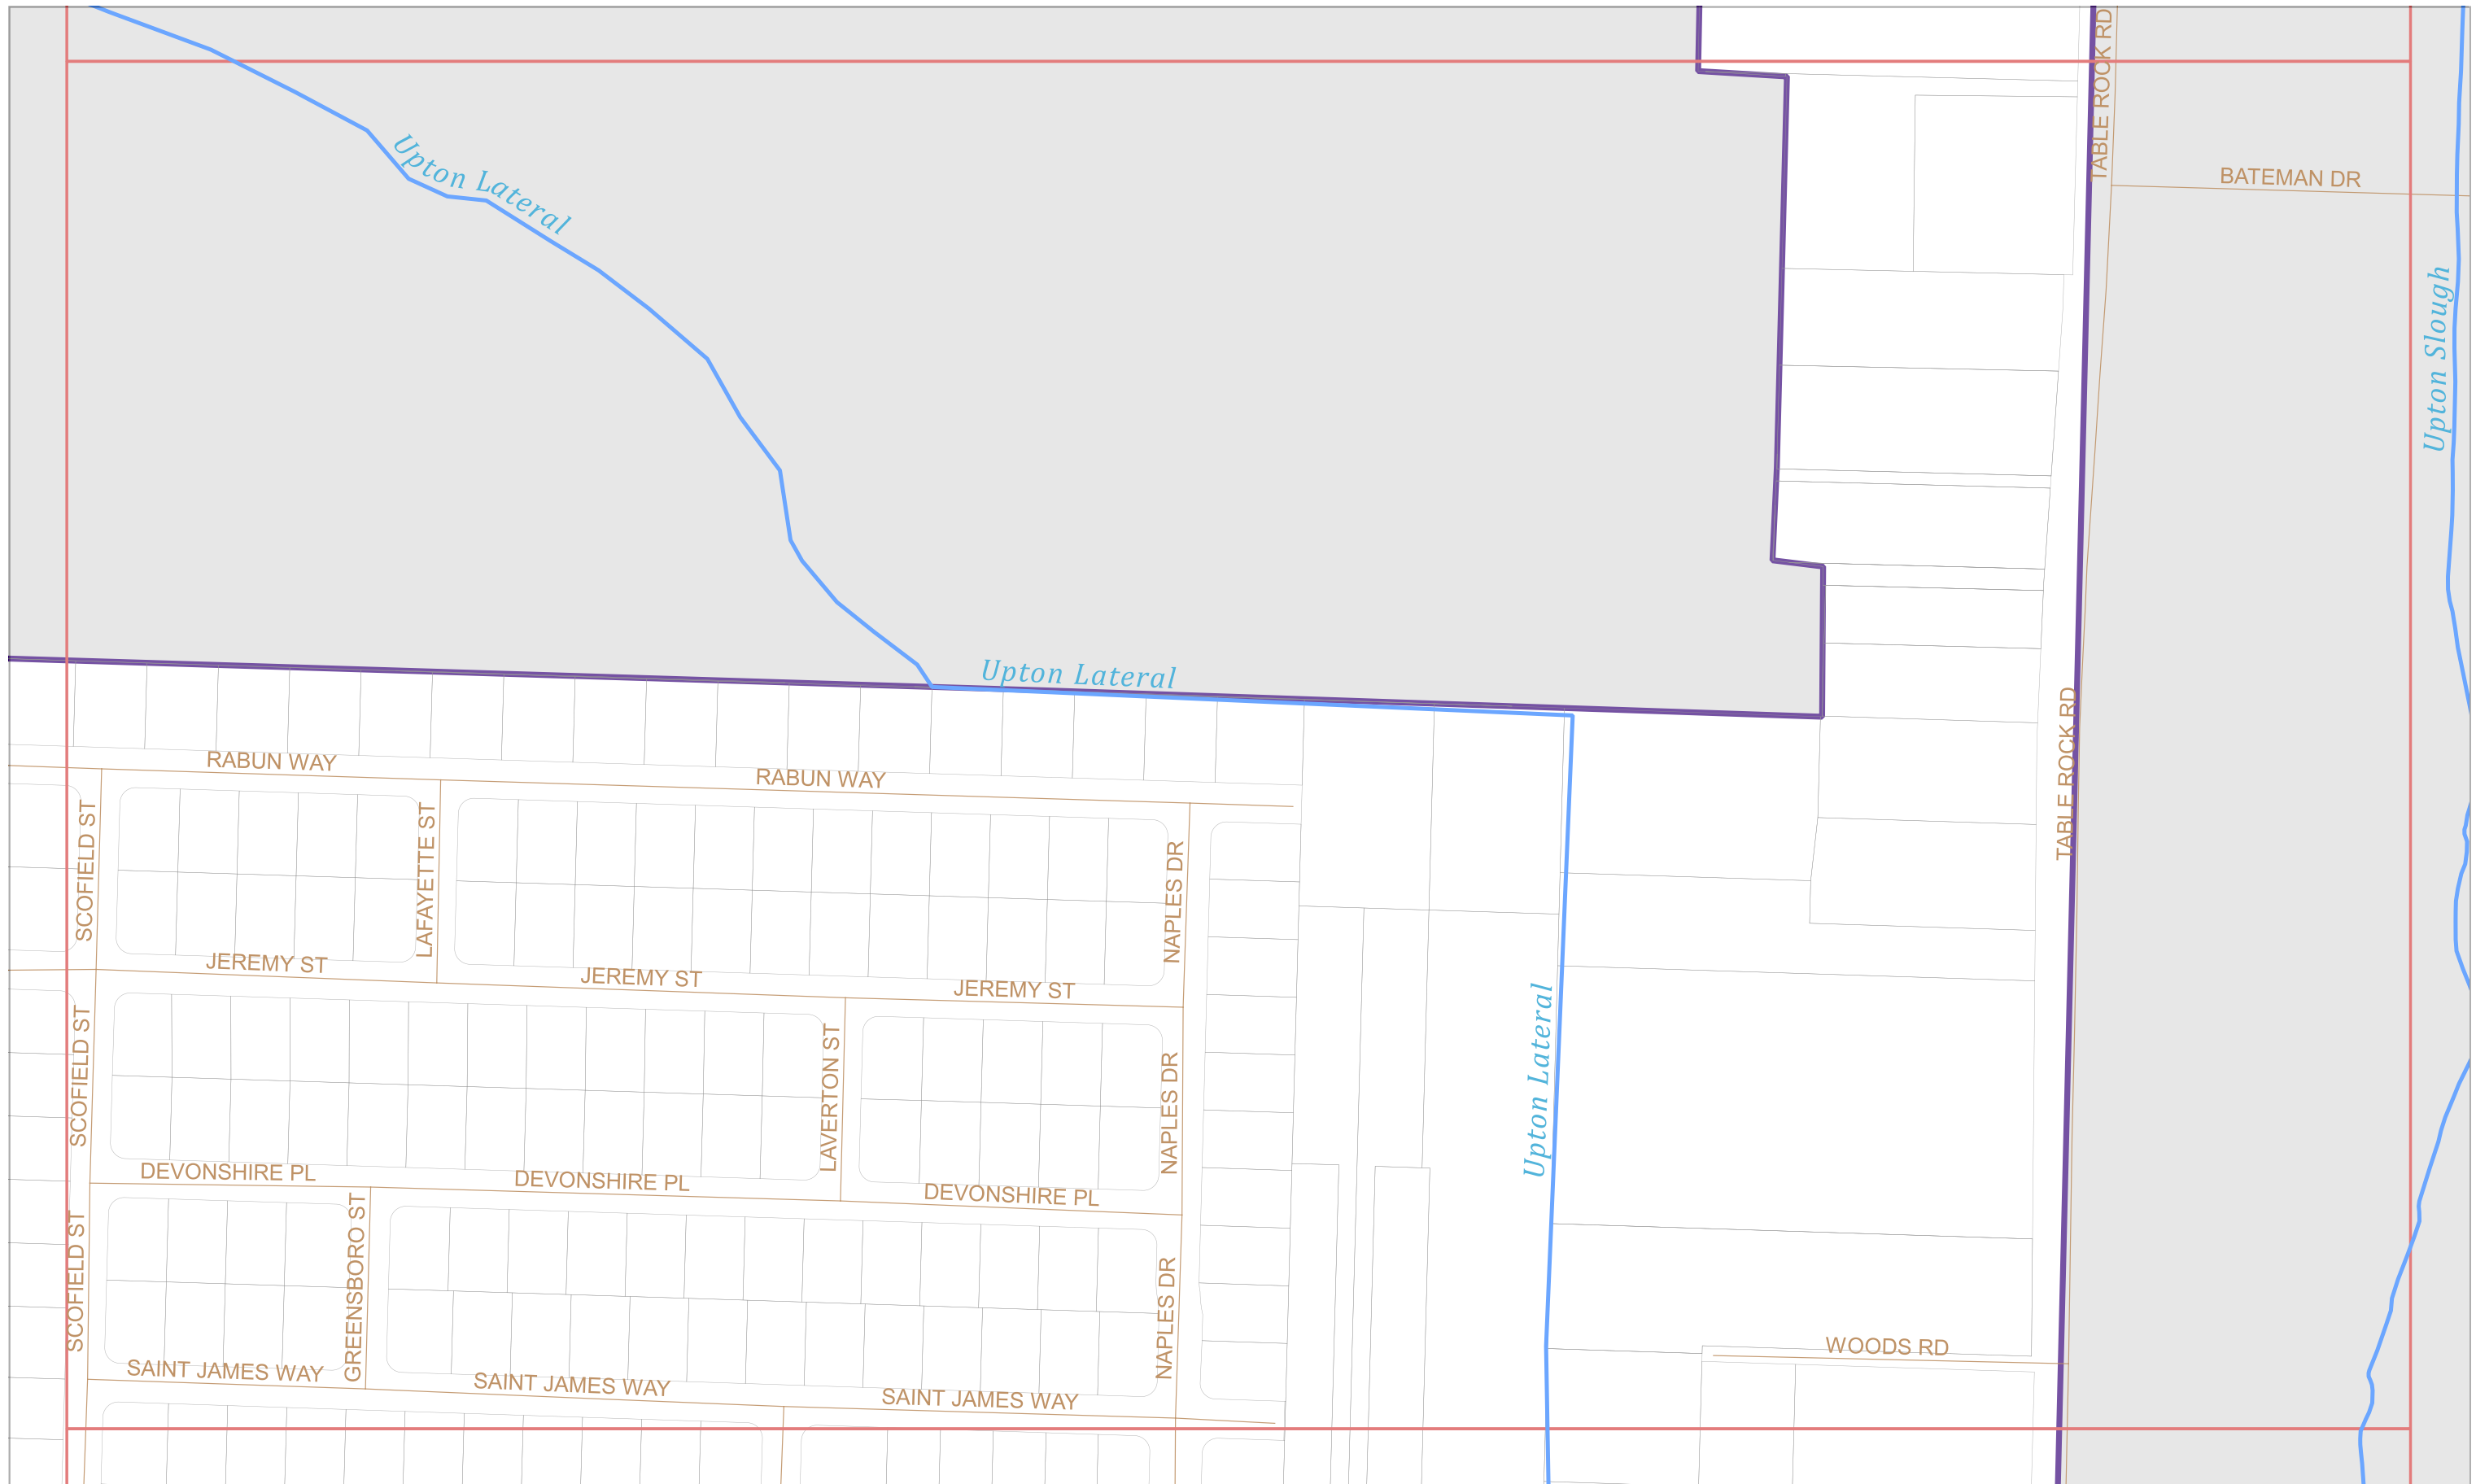 TABLE ROCK RD
Upton Lateral
BATEMAN DR
Upton Slough
Upton Lateral
TABLE ROCK RD
RABUN WAY
RABUN WAY
SCOFIELD ST
LAFAYETTE ST
NAPLES DR
JEREMY ST
JEREMY ST
JEREMY ST
Upton Lateral
SCOFIELD ST
LAVERTON ST
NAPLES DR
DEVONSHIRE PL
DEVONSHIRE PL
DEVONSHIRE PL
SCOFIELD ST
GREENSBORO ST
NAPLES DR
WOODS RD
SAINT JAMES WAY
SAINT JAMES WAY
SAINT JAMES WAY